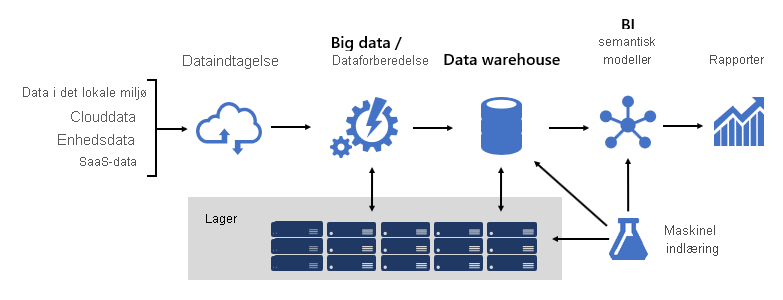 Data i det lokale miljø
Clouddata
Enhedsdata
SaaS-data
Dataindtagelse
Big data /
Dataforberedelse
Data warehouse
BI
semantisk
modeller
Rapporter
Lager
Maskinel
indlæring